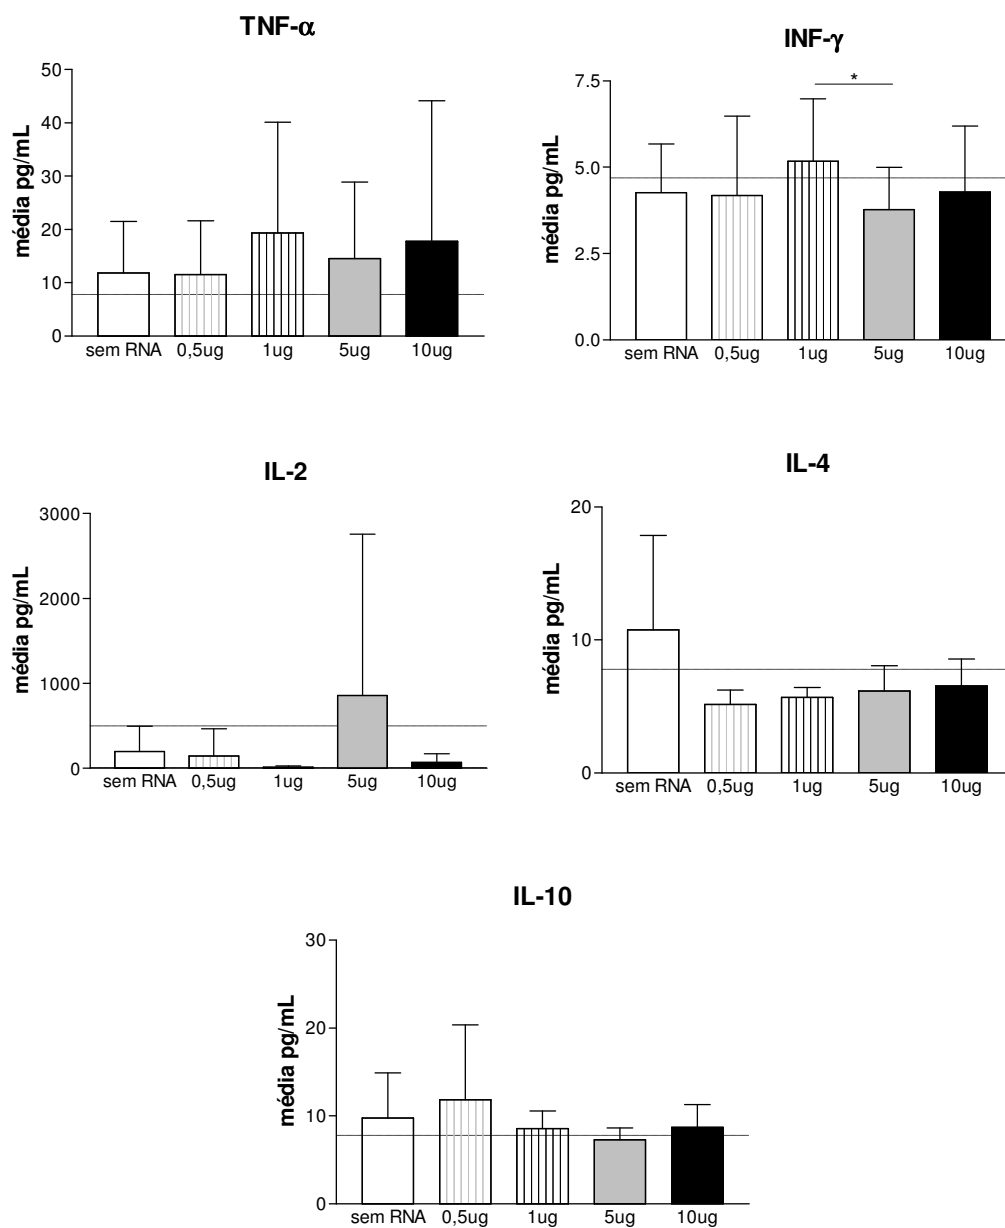 TNF-α
média pg/mL
50
40
30
20
10
0
sem RNA 0,5ug 1ug 5ug 10ug
INF-γ
*
média pg/mL
7.5
5.0
2.5
0.0
sem RNA 0,5ug 1ug 5ug 10ug
IL-2
média pg/mL
3000
2000
1000
0
sem RNA 0,5ug 1ug 5ug 10ug
IL-4
média pg/mL
20
10
0
sem RNA 0,5ug 1ug 5ug 10ug
IL-10
média pg/mL
30
20
10
0
sem RNA 0,5ug 1ug 5ug 10ug